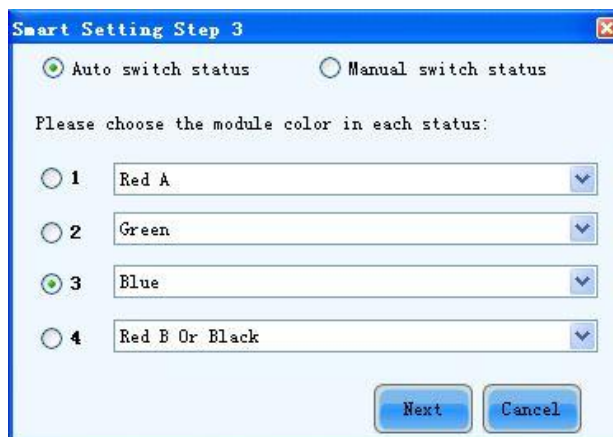 Smart Setting Step 3
Auto switch status Manual switch status
Please choose the module color in each status:
1 Red A
2 Green
3 Blue
4 Red B Or Black
Next Cancel